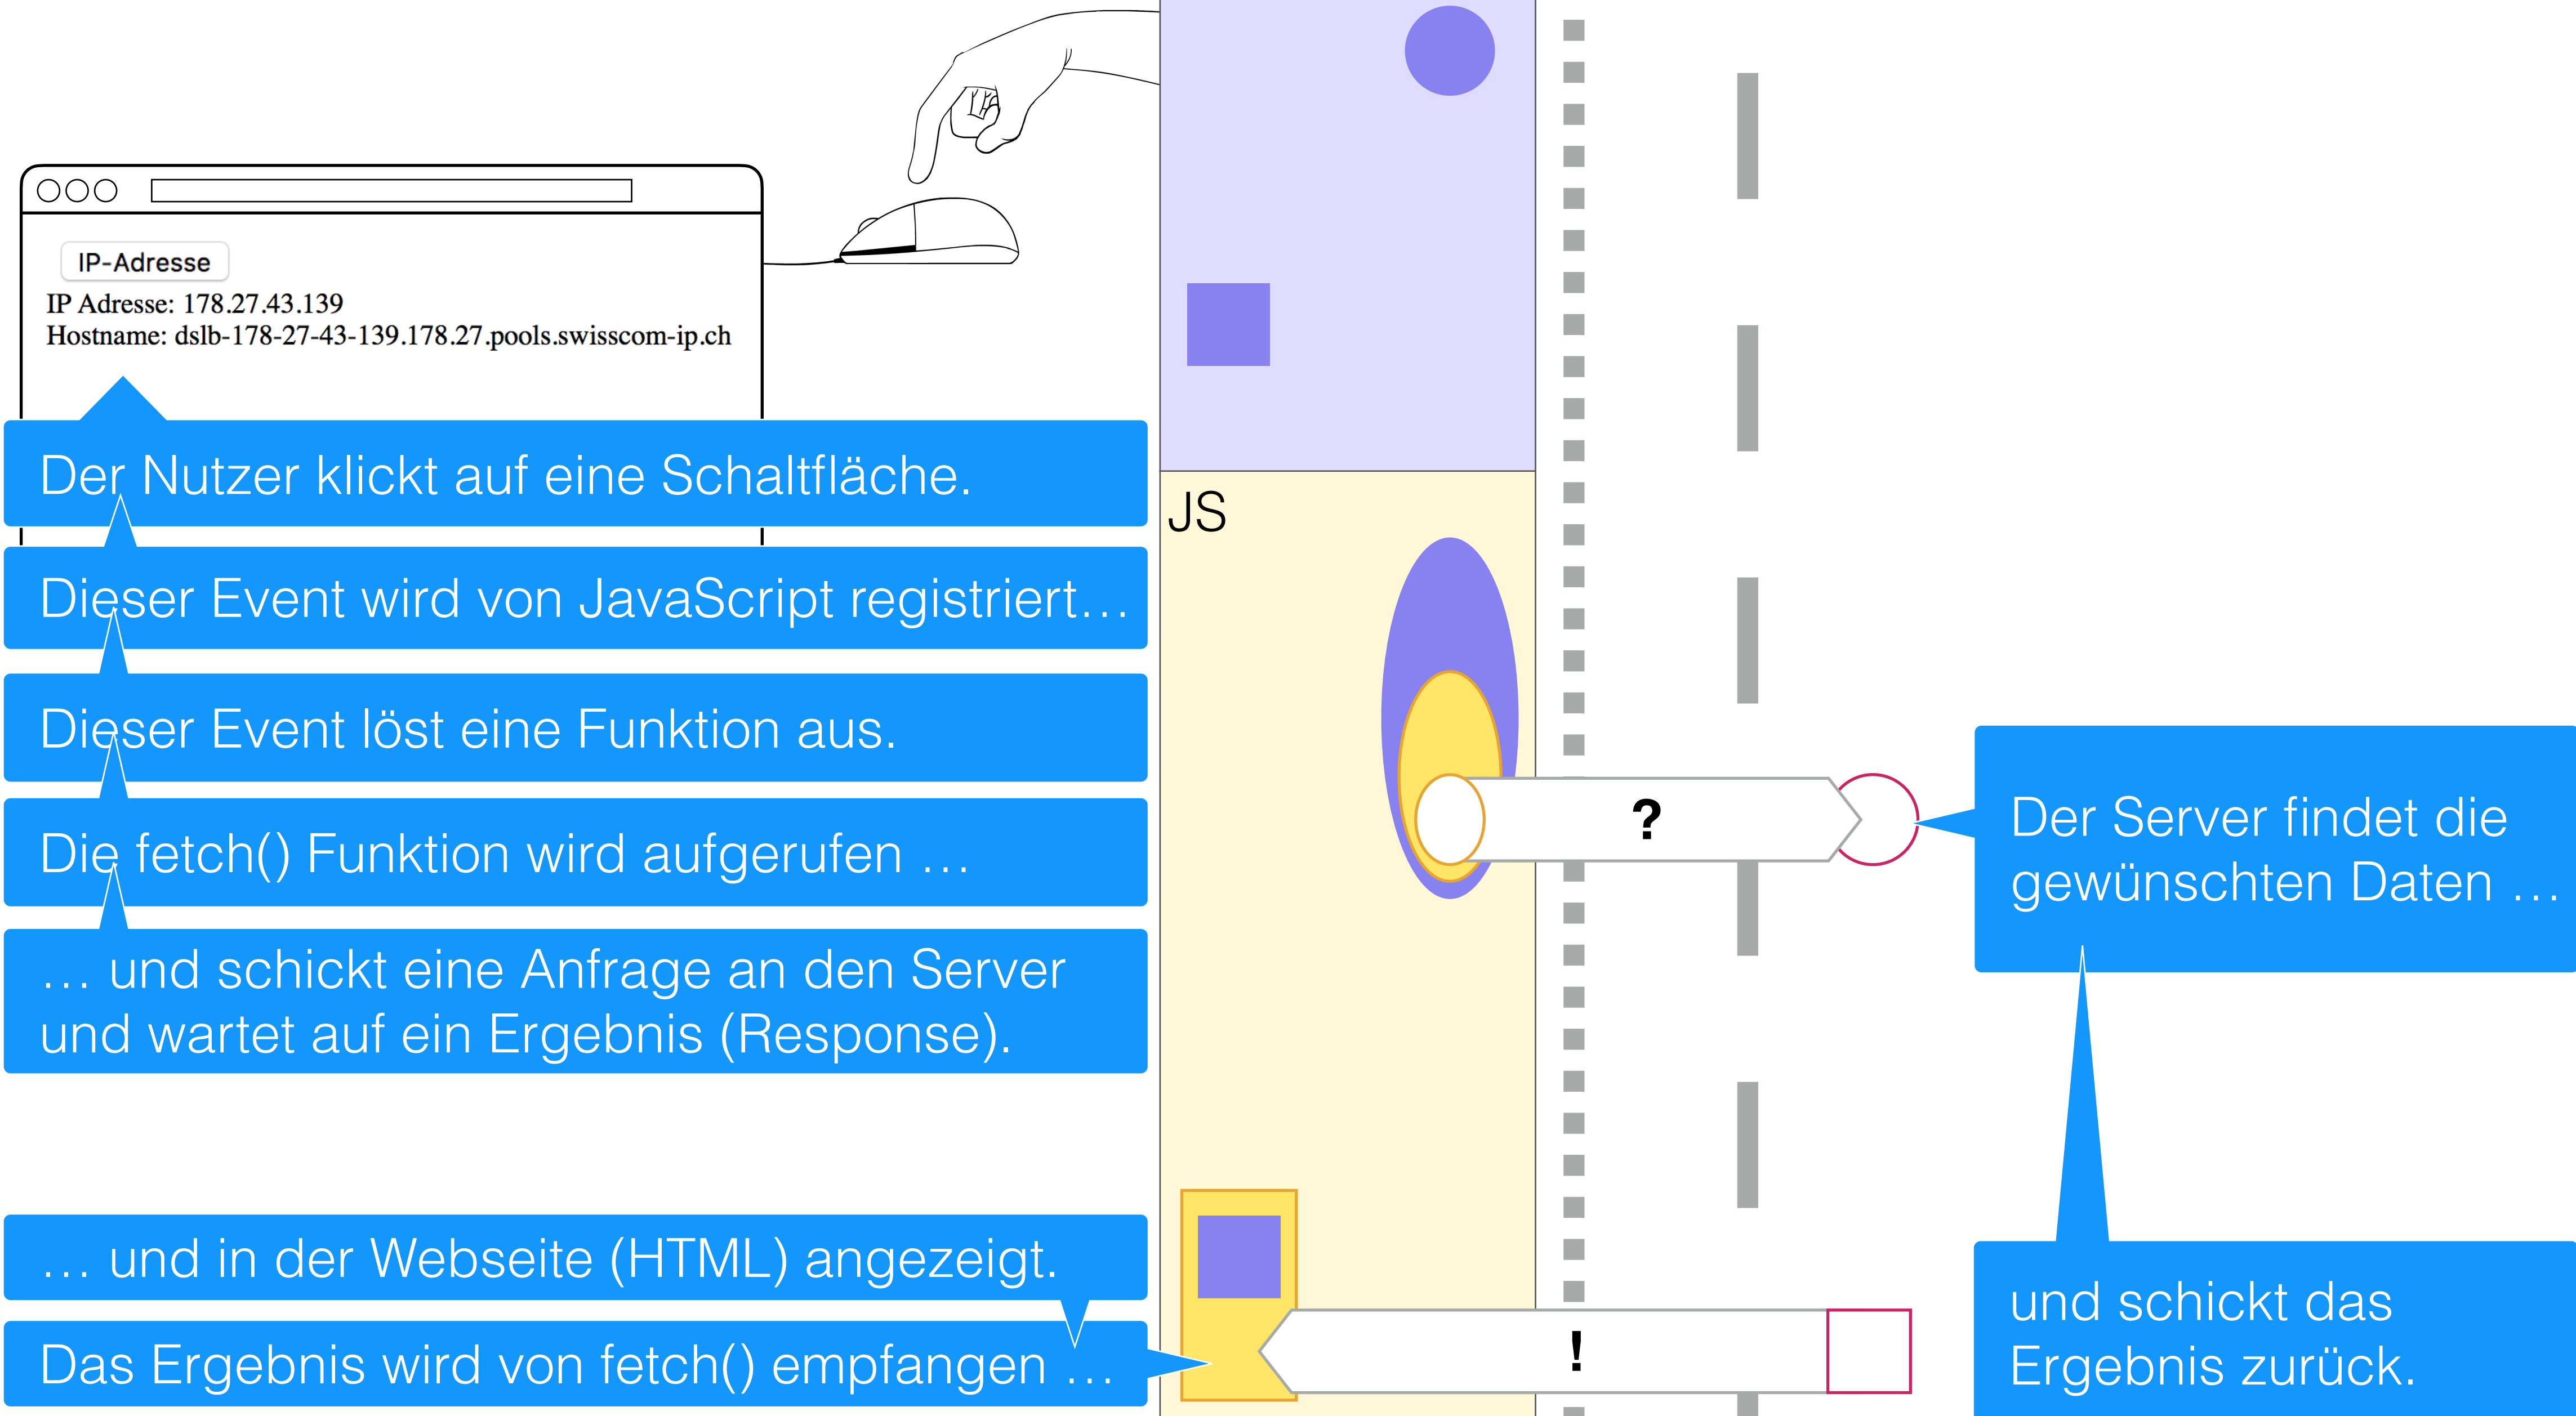 IP-Adresse
IP Adresse: 178.27.43.139
Hostname: dslb-178-27-43-139.178.27.pools.swisscom-ip.ch
Der Nutzer klickt auf eine Schaltfläche.
JS
Dieser Event wird von JavaScript registriert…
Dieser Event löst eine Funktion aus.
Die fetch() Funktion wird aufgerufen …
… und schickt eine Anfrage an den Server
und wartet auf ein Ergebnis (Response).
?
Der Server findet die
gewünschten Daten …
und schickt das
Ergebnis zurück.
!
… und in der Webseite (HTML) angezeigt.
Das Ergebnis wird von fetch() empfangen …